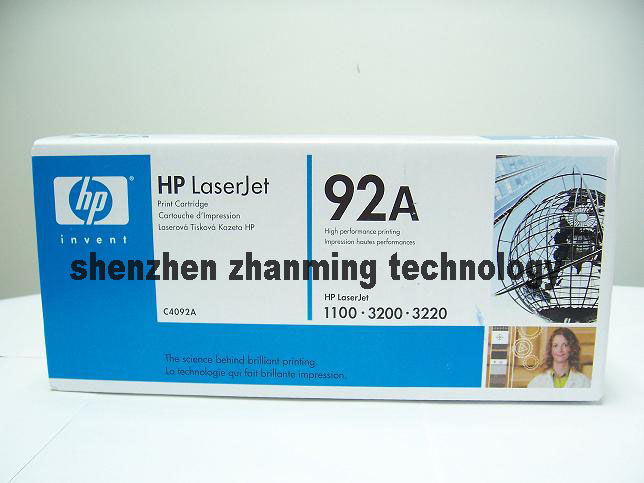 hp
invent
HP LaserJet
Print Cartridge
Cartouche d'Impression
Laserová Tisková Kazeta HP
C4092A
92A
High performance printing
Impression hautes performances
HP LaserJet
1100 · 3200 · 3220
shenzhen zhanming technology
The science behind brilliant printing.
La technologie qui fait brillante impression.